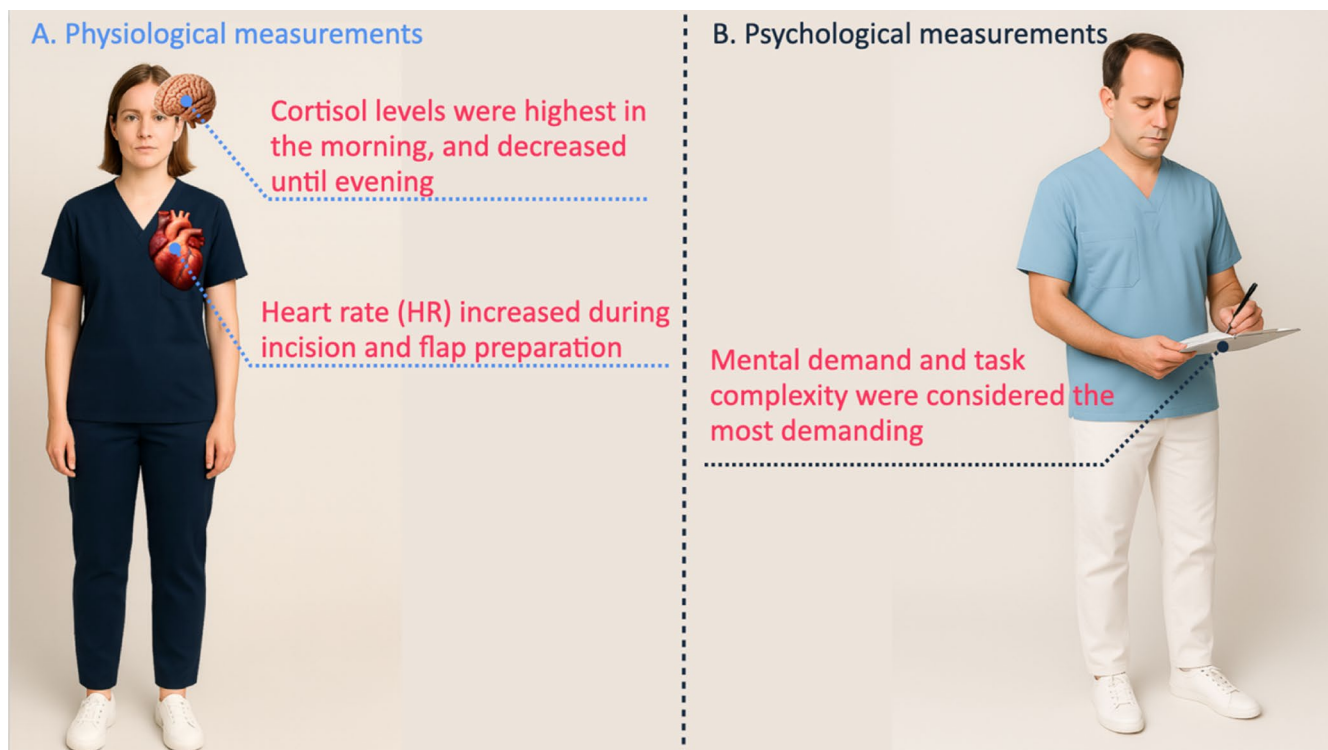 A. Physiological measurements
Cortisol levels were highest in
the morning, and decreased
until evening
Heart rate (HR) increased during
incision and flap preparation
B. Psychological measurements
Mental demand and task
complexity were considered the
most demanding